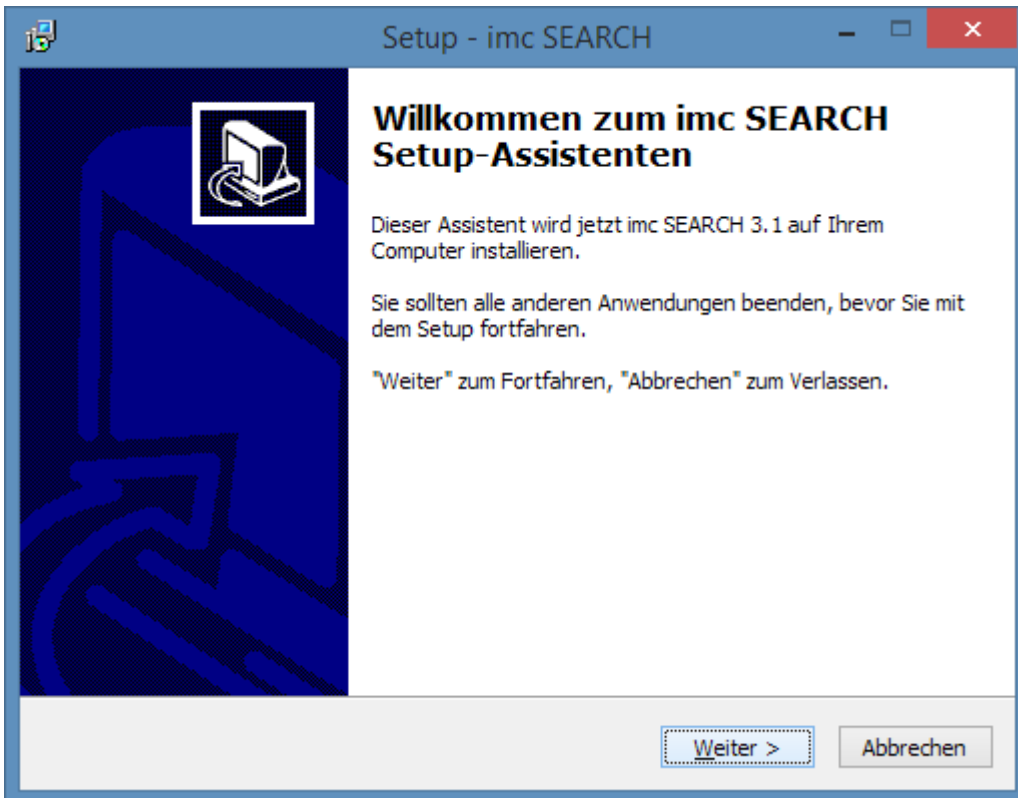 Setup - imc SEARCH
Willkommen zum imc SEARCH
Setup-Assistenten
Dieser Assistent wird jetzt imc SEARCH 3.1 auf Ihrem
Computer installieren.
Sie sollten alle anderen Anwendungen beenden, bevor Sie mit
dem Setup fortfahren.
"Weiter" zum Fortfahren, "Abbrechen" zum Verlassen.
Weiter > Abbrechen